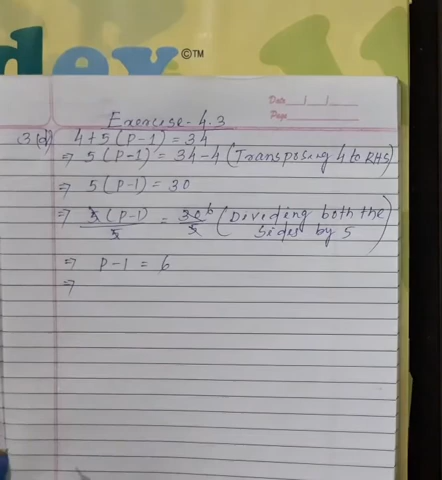 dex ©™
Date / /
Page
Exercise-4.3
3(d) 4+5(P-1)=34
⇒ 5(P-1) = 34-4 (Transposing 4 to RHS)
⇒ 5(P-1) = 30
⇒ 5(P-1)/5 = 30 6/5 (Dividing both the
sides by 5)
⇒ P-1 = 6
⇒